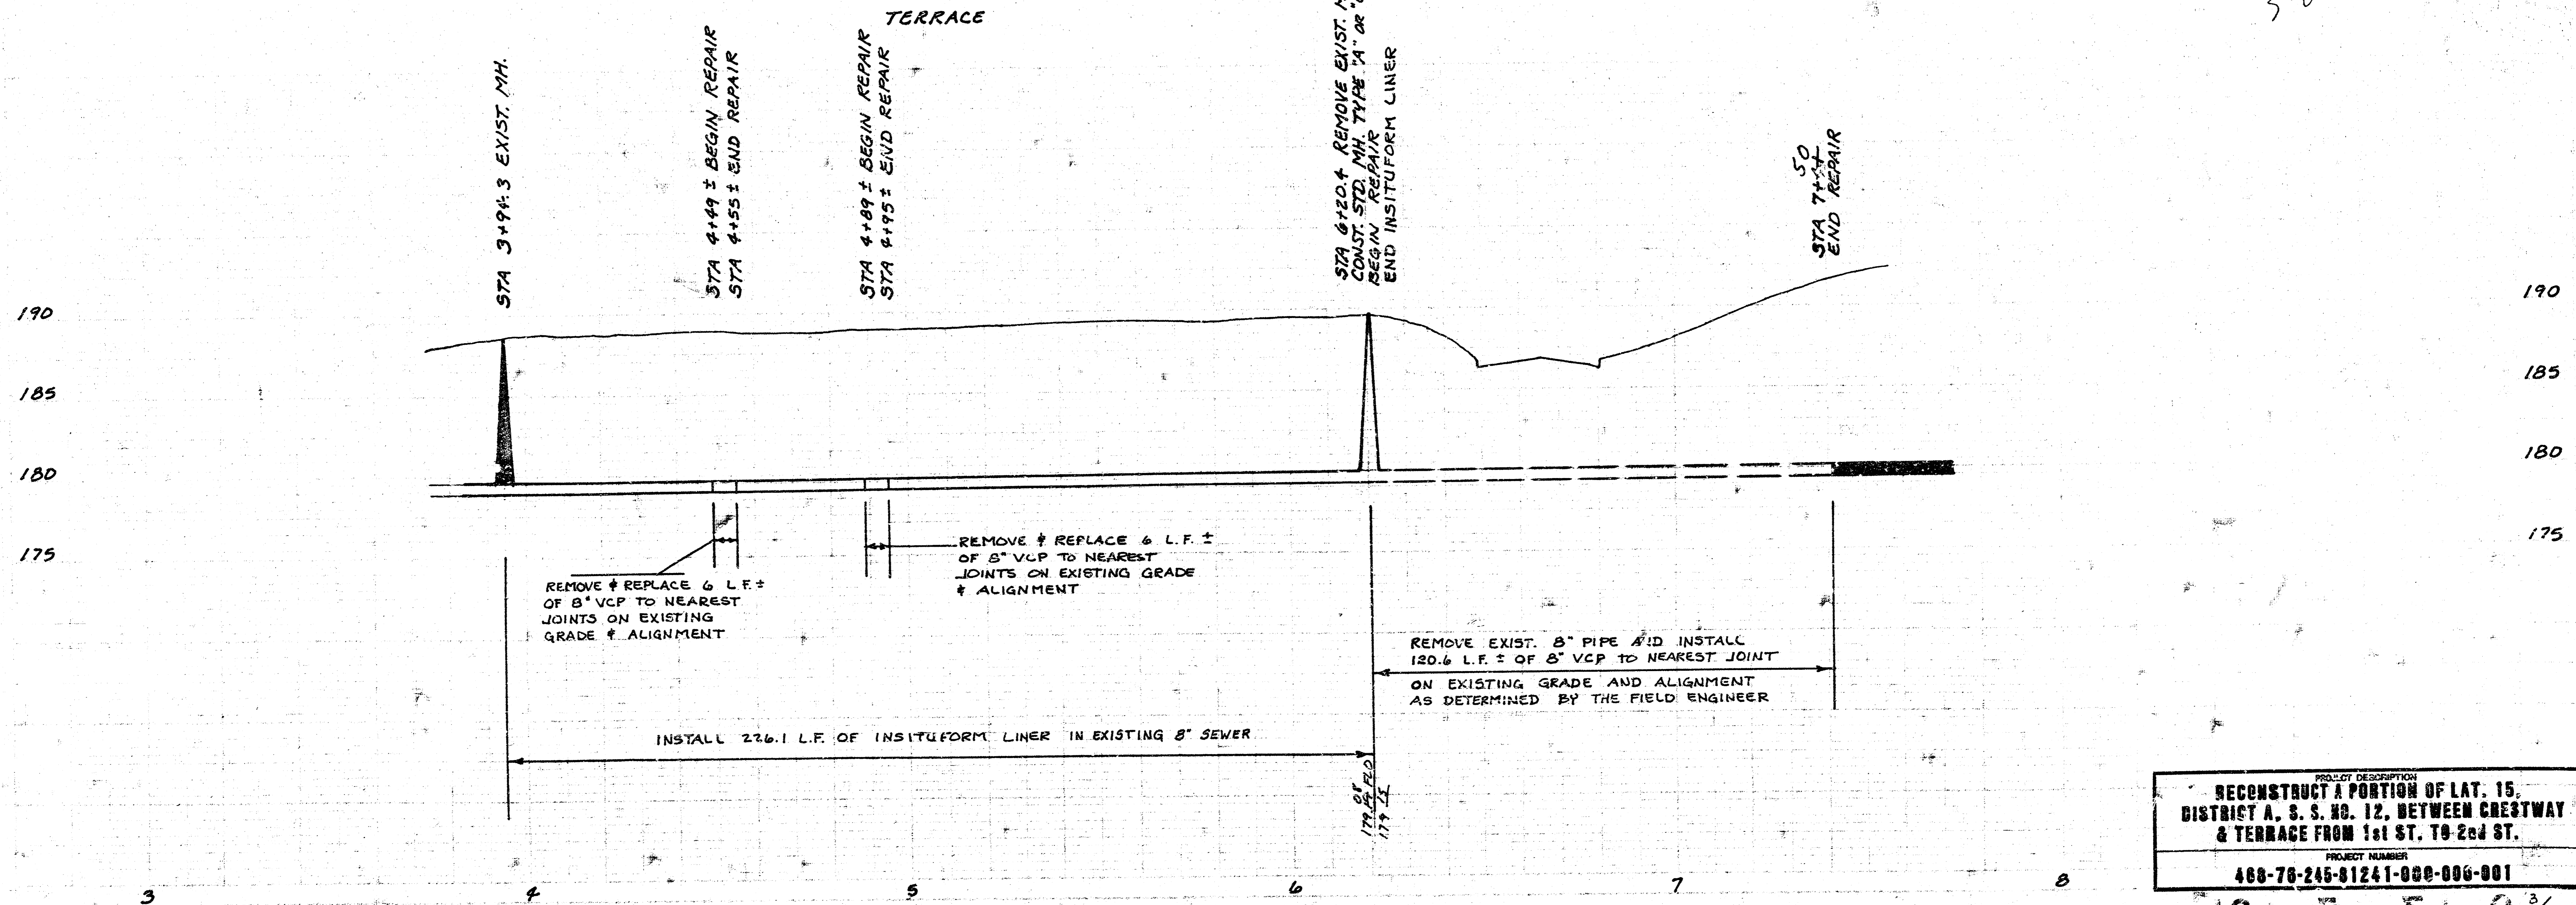 TERRACE
STA 3+94.3 EXIST. MH.
STA 4+49 ± BEGIN REPAIR
STA 4+55 ± END REPAIR
STA 4+89 ± BEGIN REPAIR
STA 4+95 ± END REPAIR
STA 6+20.4 REMOVE EXIST.
CONST. STD. MH. TYPE "A" OR
BEGIN REPAIR
END INSITUFORM LINER
50
STA 7+
END REPAIR
190
190
185
185
180
180
175
175
REMOVE & REPLACE 6 L.F. ±
OF 8" VCP TO NEAREST
JOINTS ON EXISTING
GRADE & ALIGNMENT
REMOVE & REPLACE 6 L.F. ±
OF 8" VCP TO NEAREST
JOINTS ON EXISTING GRADE
& ALIGNMENT
REMOVE EXIST. 8" PIPE AND INSTALL
120.6 L.F. ± OF 8" VCP TO NEAREST JOINT
ON EXISTING GRADE AND ALIGNMENT
AS DETERMINED BY THE FIELD ENGINEER
INSTALL 226.1 L.F. OF INSITUFORM LINER IN EXISTING 8" SEWER
08
FLO
179.15
3 4 5 6 7 8
PROJECT DESCRIPTION
RECONSTRUCT A PORTION OF LAT. 15,
DISTRICT A, S. S. NO. 12, BETWEEN CRESTWAY
& TERRACE FROM 1st ST. TO 2nd ST.
PROJECT NUMBER
468-76-245-81241-000-000-001